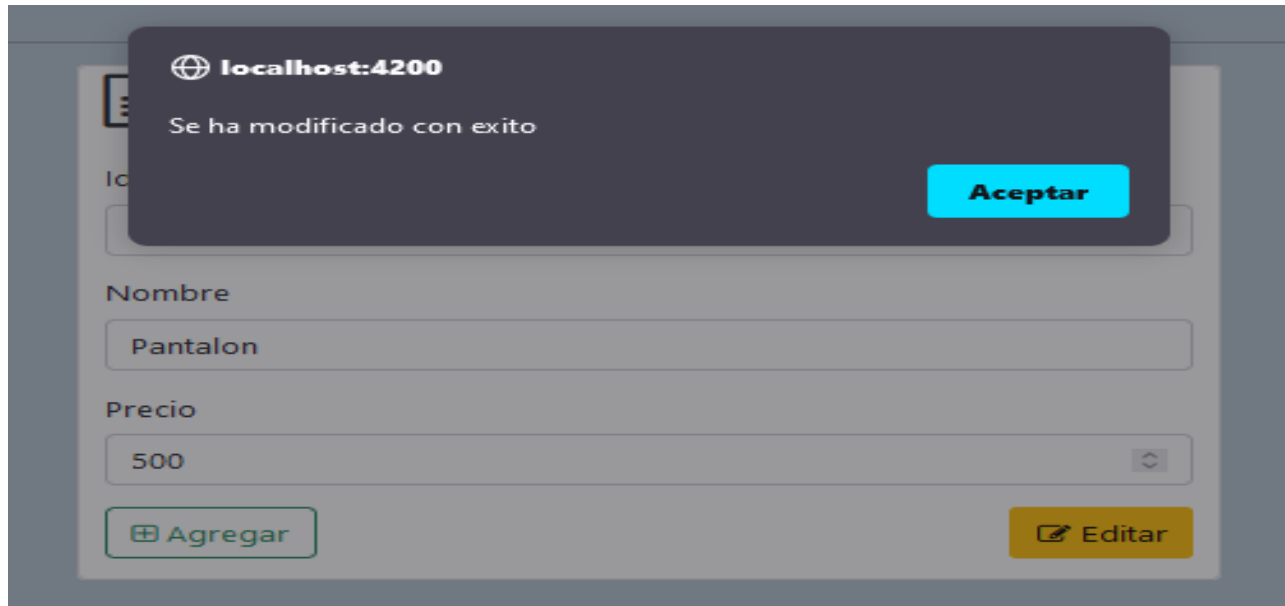 localhost:4200
Se ha modificado con exito
Aceptar
Nombre
Pantalon
Precio
500
Agregar
Editar